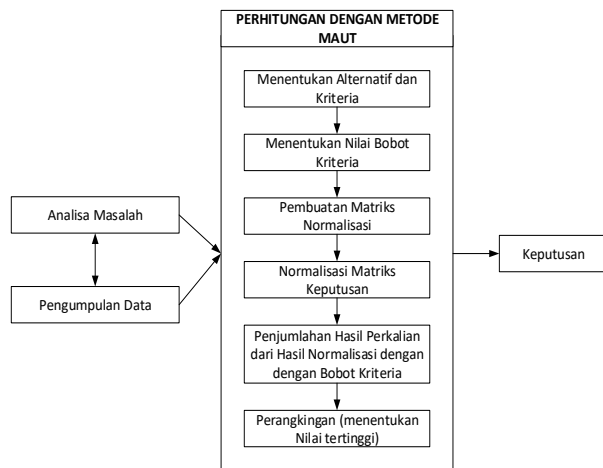 PERHITUNGAN DENGAN METODE
MAUT
Menentukan Alternatif dan
Kriteria
Menentukan Nilai Bobot
Kriteria
Analisa Masalah
Pembuatan Matriks
Normalisasi
Keputusan
Normalisasi Matriks
Keputusan
Pengumpulan Data
Penjumlahan Hasil Perkalian
dari Hasil Normalisasi dengan
dengan Bobot Kriteria
Perangkingan (menentukan
Nilai tertinggi)